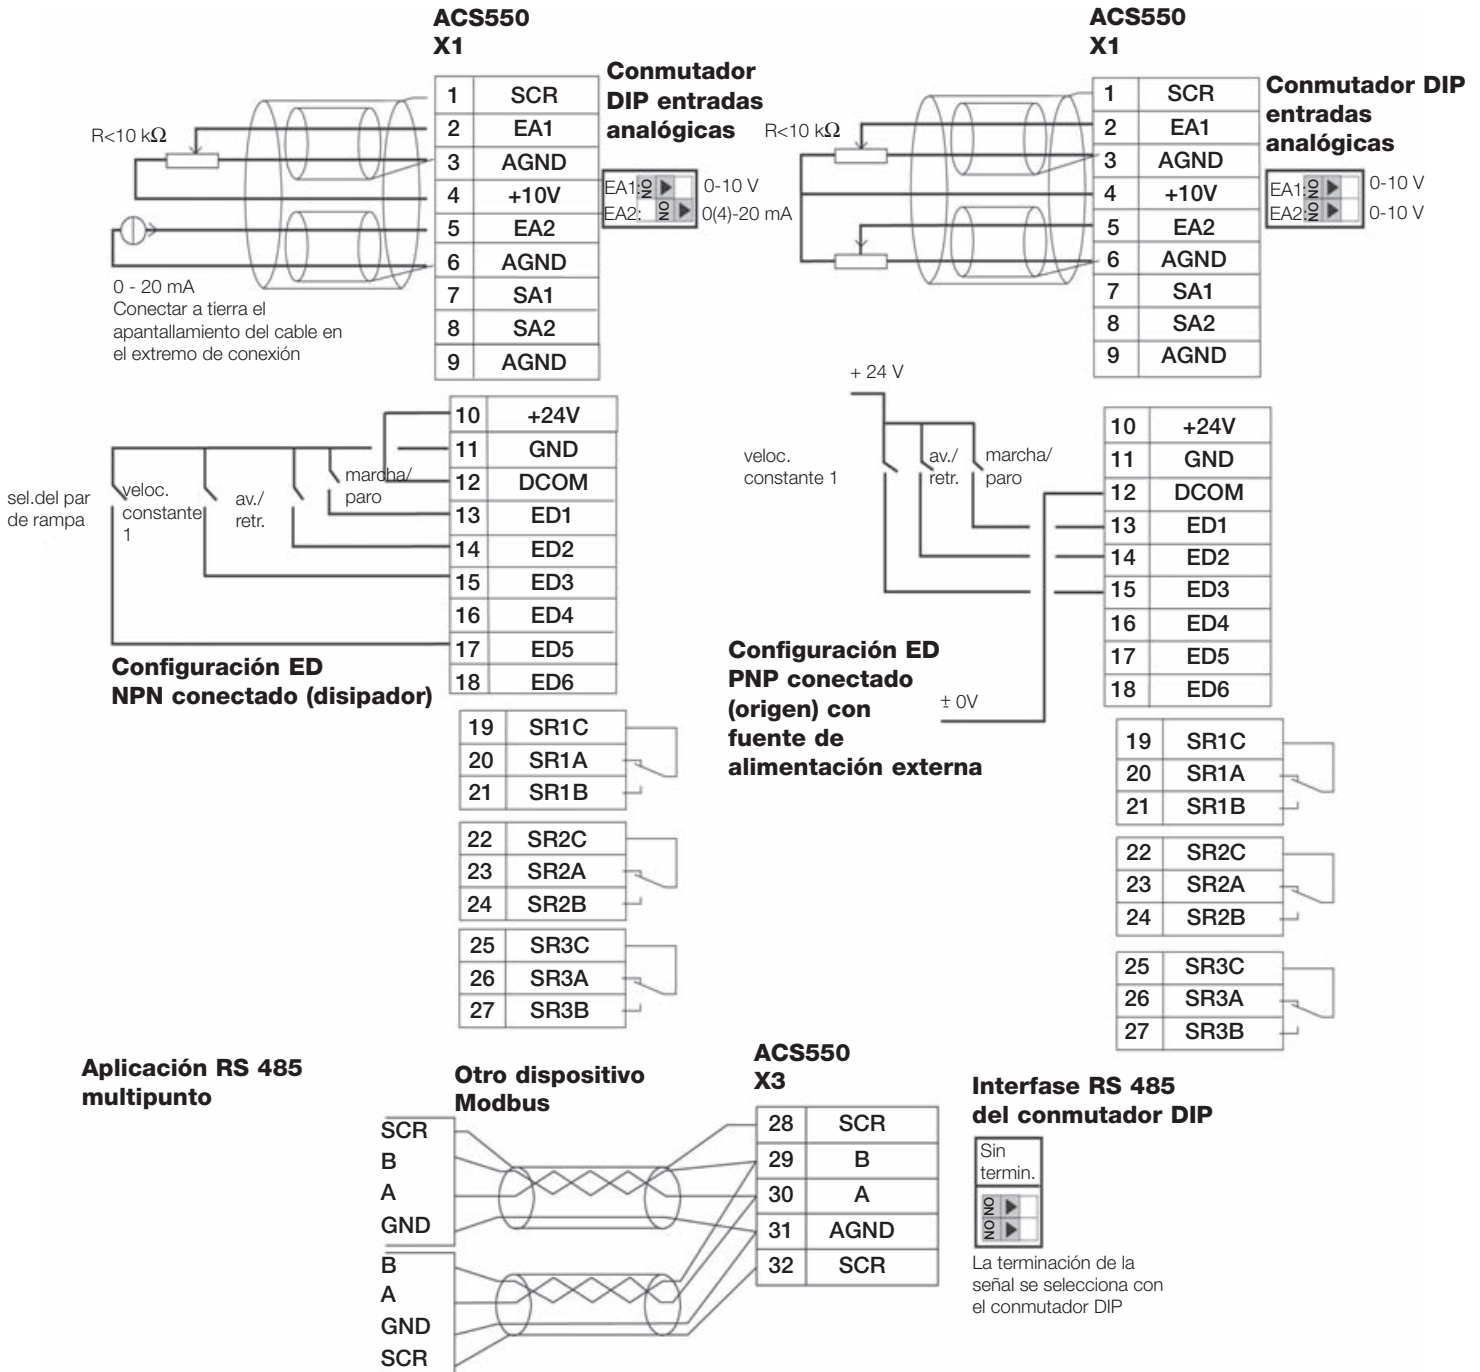 ACS550
X1
Conmutador
DIP entradas
analógicas
R<10 kΩ
1 SCR
2 EA1
3 AGND
4 +10V
5 EA2
6 AGND
7 SA1
8 SA2
9 AGND
EA1: ON 0-10 V
EA2: ON 0(4)-20 mA
0 - 20 mA
Conectar a tierra el
apantallamiento del cable en
el extremo de conexión
10 +24V
11 GND
12 DCOM
13 ED1
14 ED2
15 ED3
16 ED4
17 ED5
18 ED6
sel.del par
de rampa
veloc.
constante
1
av./
retr.
marcha/
paro
Configuración ED
NPN conectado (disipador)
19 SR1C
20 SR1A
21 SR1B
22 SR2C
23 SR2A
24 SR2B
25 SR3C
26 SR3A
27 SR3B
ACS550
X1
Conmutador DIP
entradas
analógicas
R<10 kΩ
1 SCR
2 EA1
3 AGND
4 +10V
5 EA2
6 AGND
7 SA1
8 SA2
9 AGND
EA1: ON 0-10 V
EA2: ON 0-10 V
+ 24 V
veloc.
constante 1
av./
retr.
marcha/
paro
10 +24V
11 GND
12 DCOM
13 ED1
14 ED2
15 ED3
16 ED4
17 ED5
18 ED6
Configuración ED
PNP conectado
(origen) con
fuente de
alimentación externa
± 0V
19 SR1C
20 SR1A
21 SR1B
22 SR2C
23 SR2A
24 SR2B
25 SR3C
26 SR3A
27 SR3B
Aplicación RS 485
multipunto
Otro dispositivo
Modbus
SCR
B
A
GND
B
A
GND
SCR
ACS550
X3
28 SCR
29 B
30 A
31 AGND
32 SCR
Interfase RS 485
del conmutador DIP
Sin
termin.
ON
ON
La terminación de la
señal se selecciona con
el conmutador DIP